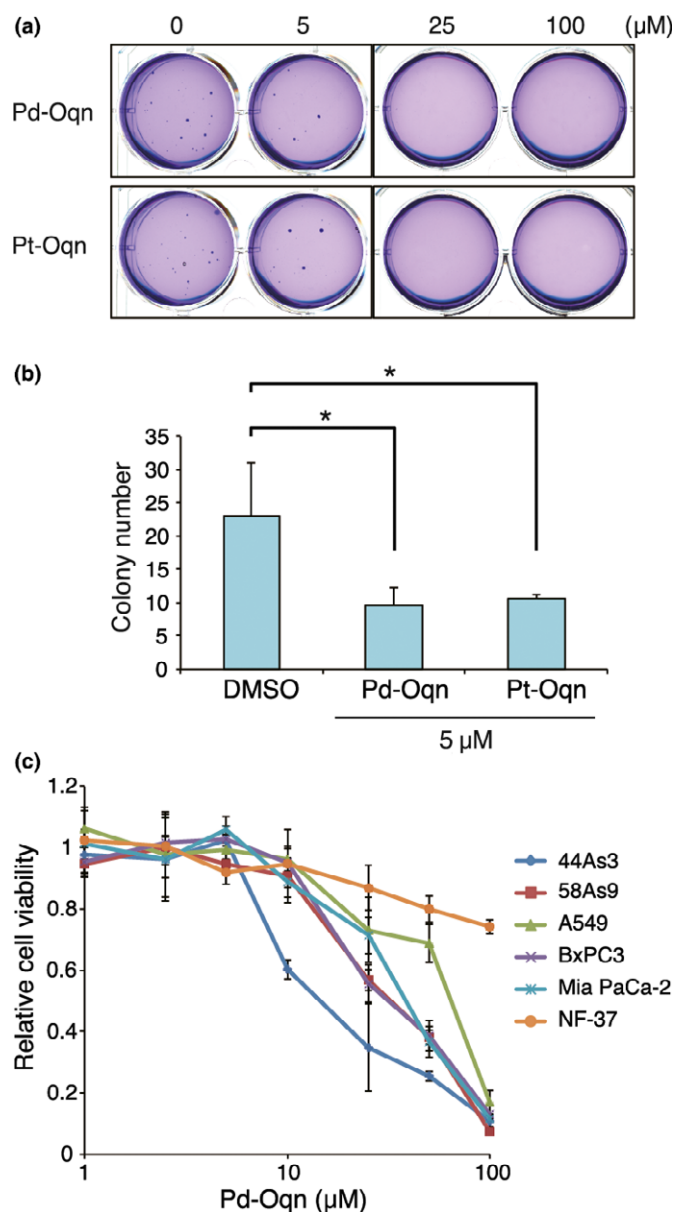 (a)
0 5 25 100 (μM)
Pd-Oqn
Pt-Oqn
(b)
*
*
35
30
25
20
15
10
5
0
Colony number
DMSO Pd-Oqn Pt-Oqn
5 μM
(c)
1.2
1
0.8
0.6
0.4
0.2
0
Relative cell viability
44As3
58As9
A549
BxPC3
Mia PaCa-2
NF-37
1 10 100
Pd-Oqn (μM)